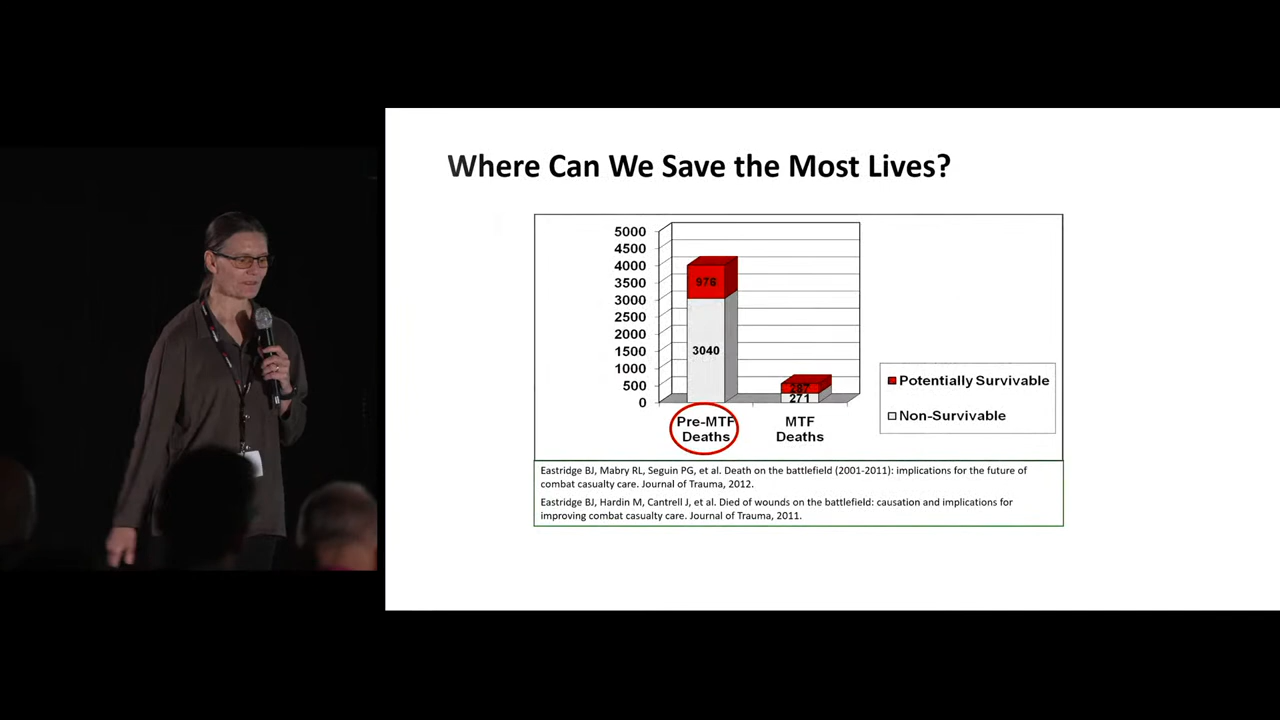 Where Can We Save the Most Lives?
5000
4500
4000
3500
3000
2500
2000
1500
1000
500
0
976
3040
287
271
Pre-MTF
Deaths
MTF
Deaths
Potentially Survivable
Non-Survivable
Eastridge BJ, Mabry RL, Seguin PG, et al. Death on the battlefield (2001-2011): implications for the future of
combat casualty care. Journal of Trauma, 2012.
Eastridge BJ, Hardin M, Cantrell J, et al. Died of wounds on the battlefield: causation and implications for
improving combat casualty care. Journal of Trauma, 2011.